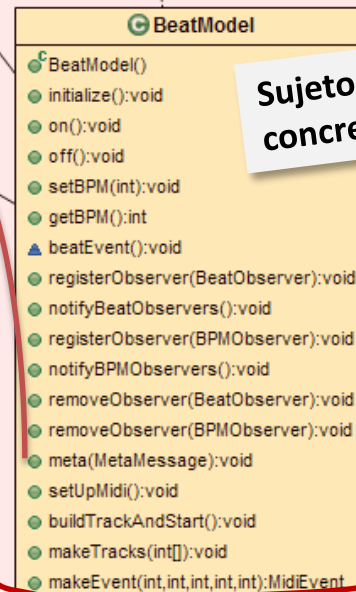 BeatModel
BeatModel()
initialize():void
on():void
off():void
setBPM(int):void
getBPM():int
beatEvent():void
registerObserver(BeatObserver):void
notifyBeatObservers():void
registerObserver(BPMObserver):void
notifyBPMObservers():void
removeObserver(BeatObserver):void
removeObserver(BPMObserver):void
meta(MetaMessage):void
setUpMidi():void
buildTrackAndStart():void
makeTracks(int[]):void
makeEvent(int,int,int,int,int):MidiEvent
Sujeto
concre